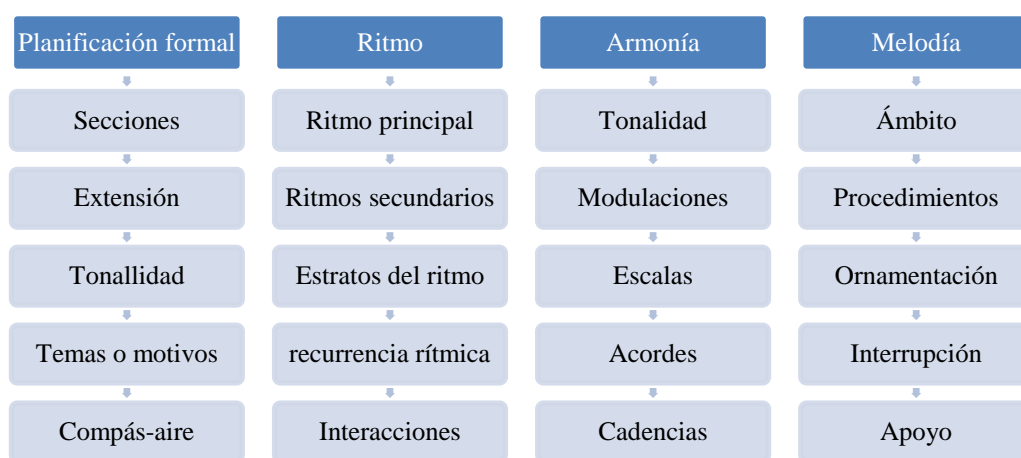 Planificación formal
Secciones
Extensión
Tonallidad
Temas o motivos
Compás-aire
Ritmo
Ritmo principal
Ritmos secundarios
Estratos del ritmo
recurrencia rítmica
Interacciones
Armonía
Tonalidad
Modulaciones
Escalas
Acordes
Cadencias
Melodía
Ámbito
Procedimientos
Ornamentación
Interrupción
Apoyo